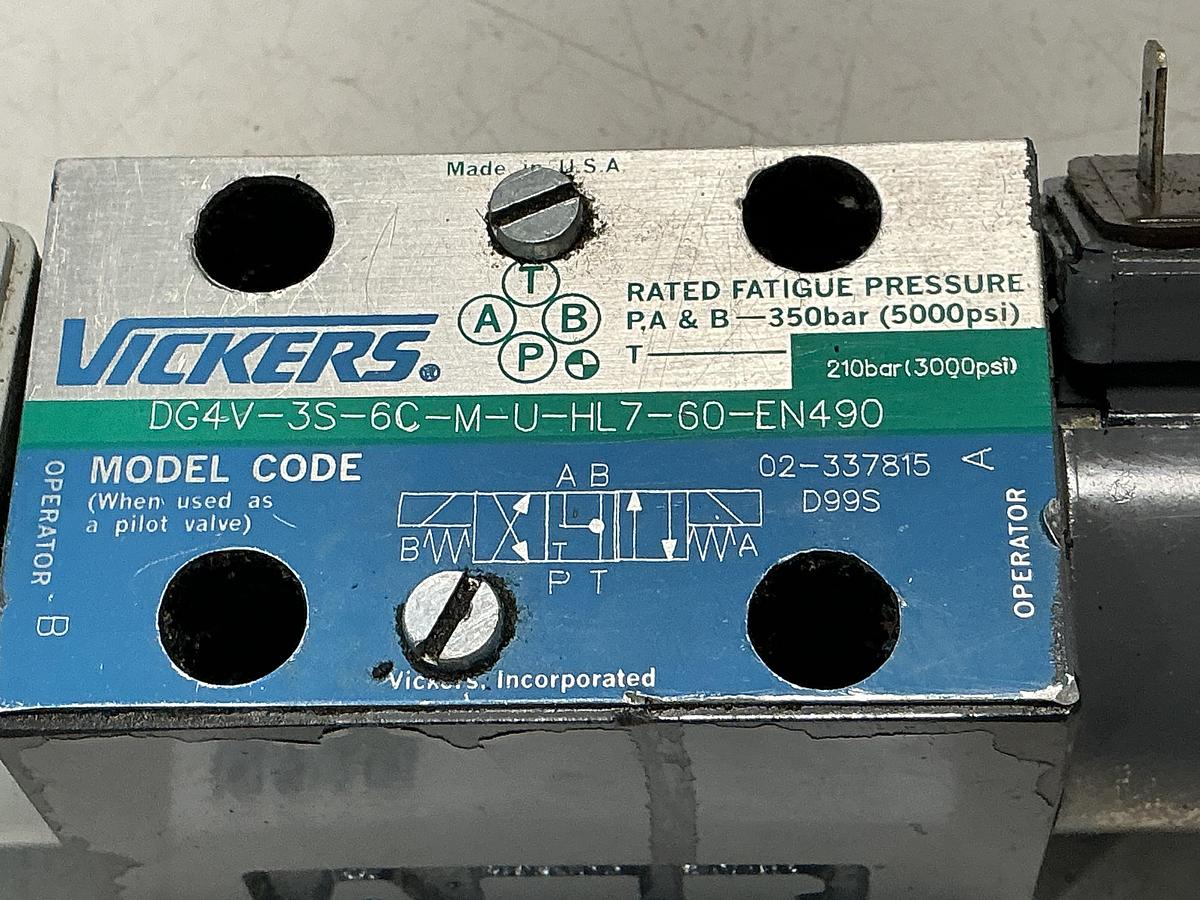 Made in U.S.A
T
A B
P
VICKERS®
RATED FATIGUE PRESSURE
P,A & B—350bar (5000psi)
T—210bar(3000psi)
DG4V-3S-6C-M-U-HL7-60-EN490
MODEL CODE
(When used as
a pilot valve)
02-337815
D99S
A B
B A
P T
OPERATOR B
OPERATOR A
Vickers, Incorporated